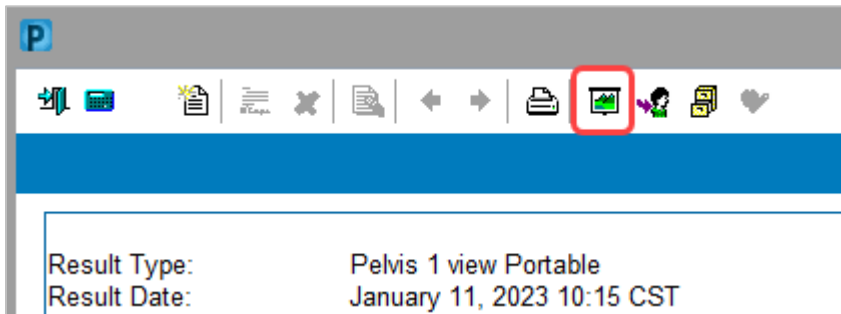 P
Result Type: Pelvis 1 view Portable
Result Date: January 11, 2023 10:15 CST